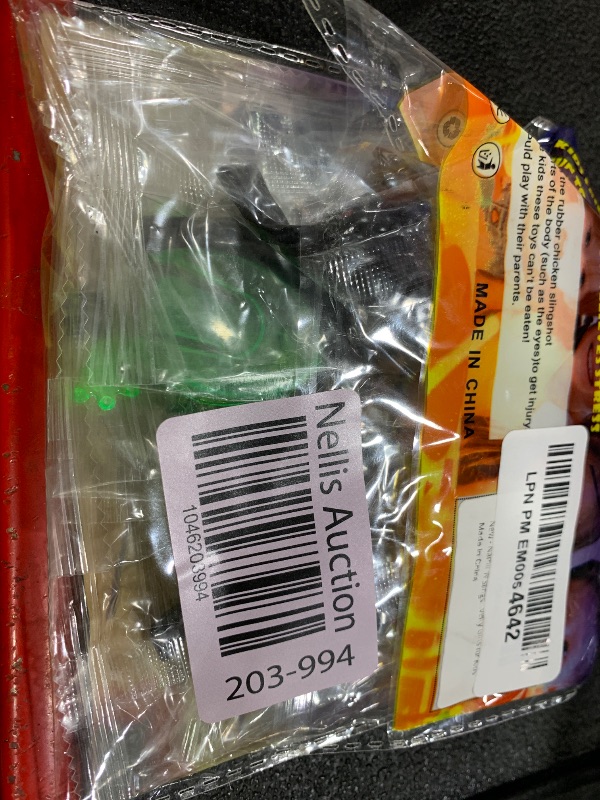 the rubber chicken slingshot
ts of the body (such as the eyes)to get injury
kids these toys can't be eaten!
ould play with their parents.
MADE IN CHINA
LPN PM EM0054642
Made in China
Nellis Auction
1046203994
203-994